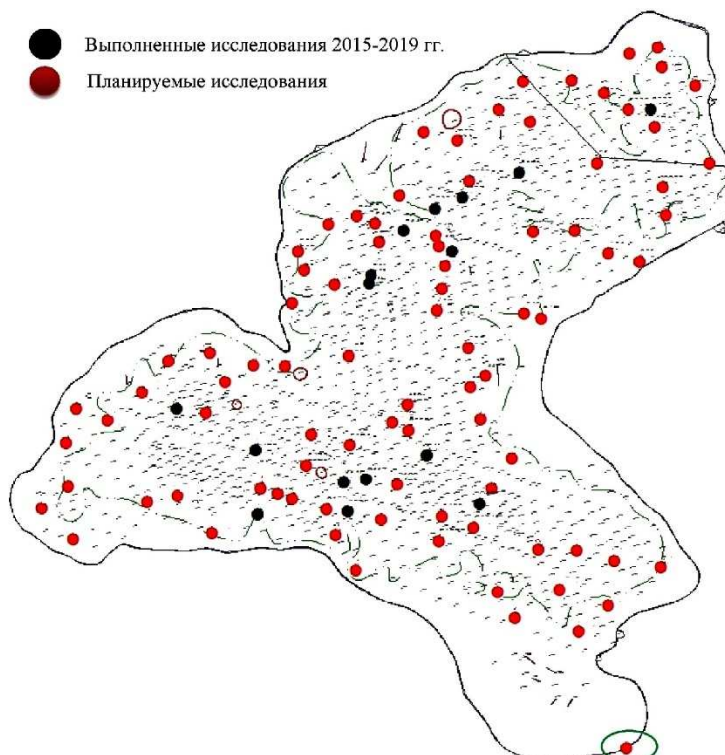 Выполненные исследования 2015-2019 гг.
Планируемые исследования